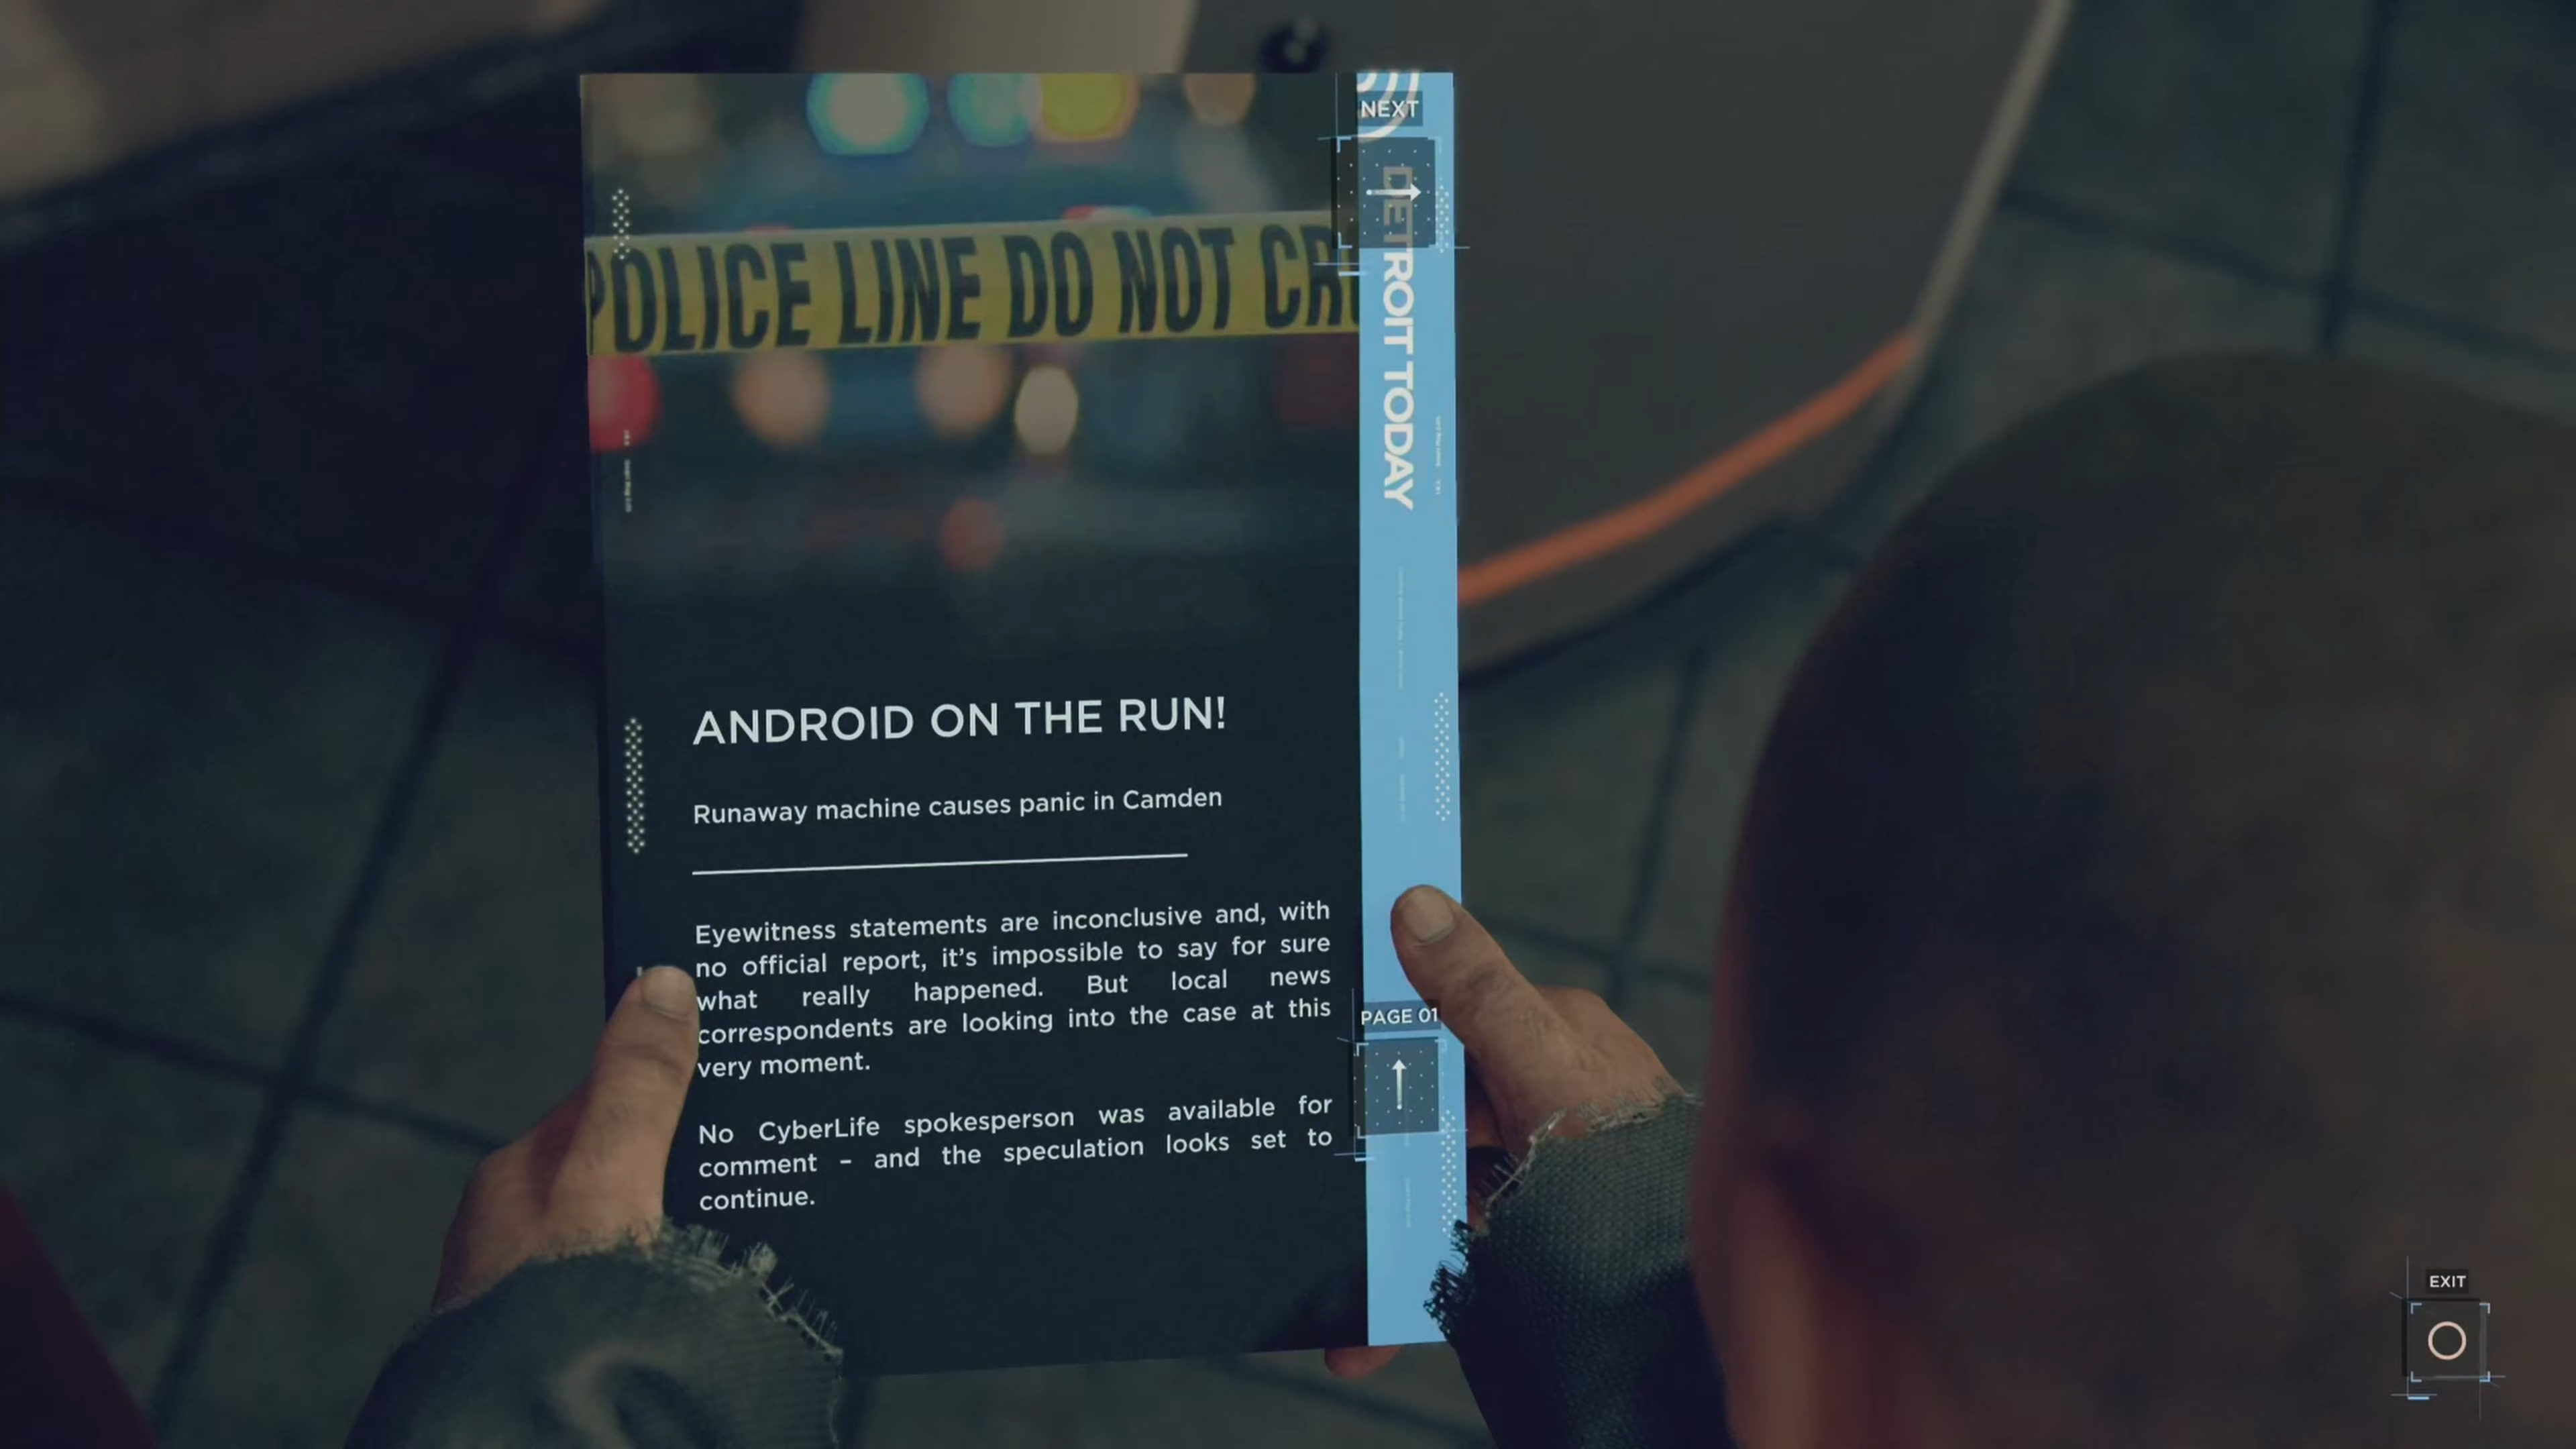 NEXT
DETROIT TODAY
POLICE LINE DO NOT
ANDROID ON THE RUN!
Runaway machine causes panic in Camden
Eyewitness statements are inconclusive and, with
no official report, it's impossible to say for sure
what really happened. But local news
correspondents are looking into the case at this
very moment.
No CyberLife spokesperson was available for
comment – and the speculation looks set to
continue.
PAGE 01
EXIT